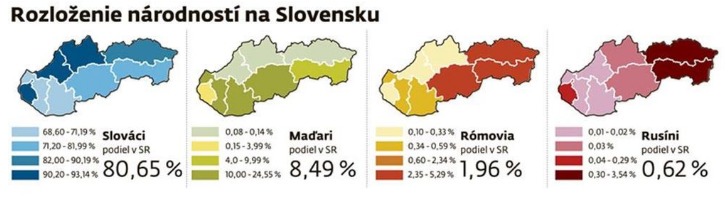 Rozloženie národností na Slovensku
68,60 - 71,19 %
71,20 - 81,99%
82,00 - 90,19 %
90,20 - 93,14 %
Slováci
podiel v SR
80,65 %
0,08 - 0,14 %
0,15 - 3,99%
4,0 - 9,99%
10,00 - 24,55 %
Maďari
podiel v SR
8,49 %
0,10 - 0,33 %
0,34 - 0,59 %
0,60 - 2,34 %
2,35 - 5,29 %
Rómovia
podiel v SR
1,96 %
0,01 - 0,02 %
0,03 %
0,04 - 0,29 %
0,30 - 3,54 %
Rusíni
podiel v SR
0,62 %